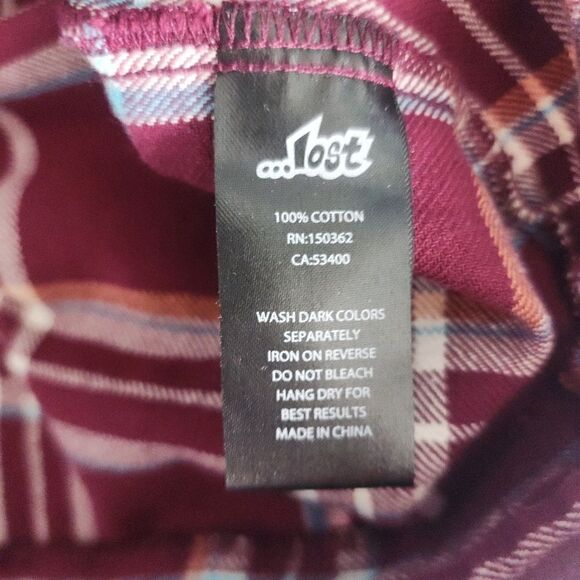 ...lost
100% COTTON
RN:150362
CA:53400
WASH DARK COLORS
SEPARATELY
IRON ON REVERSE
DO NOT BLEACH
HANG DRY FOR
BEST RESULTS
MADE IN CHINA